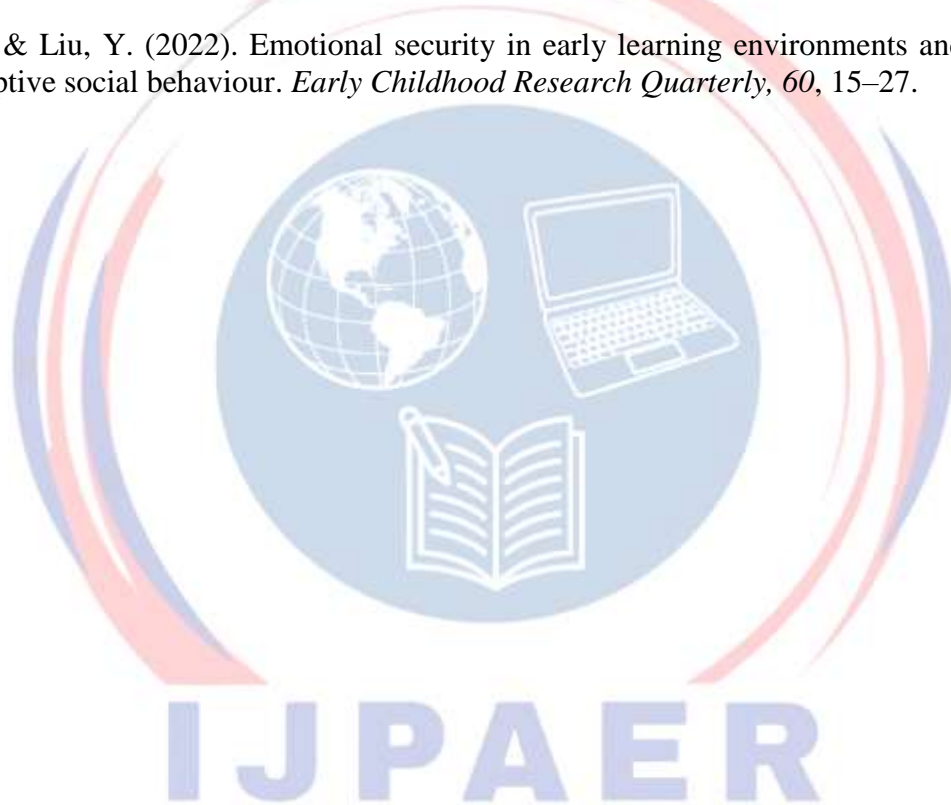 & Liu, Y. (2022). Emotional security in early learning environments and
ptive social behaviour. Early Childhood Research Quarterly, 60, 15–27.
IJPAER